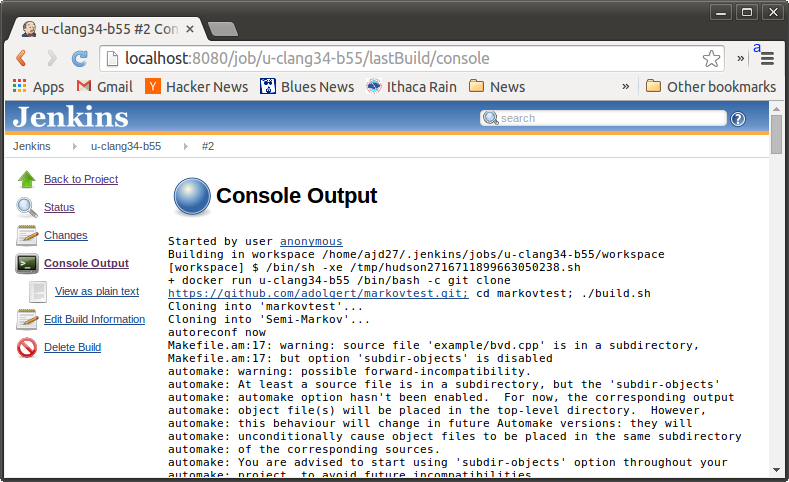 u-clang34-b55 #2 Con
localhost:8080/job/u-clang34-b55/lastBuild/console
»
a
Apps
Gmail
Hacker News
Blues News
Ithaca Rain
News
»
Other bookmarks
Jenkins
search
Jenkins
u-clang34-b55
#2
Back to Project
Status
Changes
Console Output
View as plain text
Edit Build Information
Delete Build
Console Output
Started by user anonymous
Building in workspace /home/ajd27/.jenkins/jobs/u-clang34-b55/workspace
[workspace] $ /bin/sh -xe /tmp/hudson2716711899663050238.sh
+ docker run u-clang34-b55 /bin/bash -c git clone
https://github.com/adolgert/markovtest.git; cd markovtest; ./build.sh
Cloning into 'markovtest'...
Cloning into 'Semi-Markov'...
autoreconf now
Makefile.am:17: warning: source file 'example/bvd.cpp' is in a subdirectory,
Makefile.am:17: but option 'subdir-objects' is disabled
automake: warning: possible forward-incompatibility.
automake: At least a source file is in a subdirectory, but the 'subdir-objects'
automake: automake option hasn't been enabled.  For now, the corresponding output
automake: object file(s) will be placed in the top-level directory.  However,
automake: this behaviour will change in future Automake versions: they will
automake: unconditionally cause object files to be placed in the same subdirectory
automake: of the corresponding sources.
automake: You are advised to start using 'subdir-objects' option throughout your
automake: project, to avoid future incompatibilities.